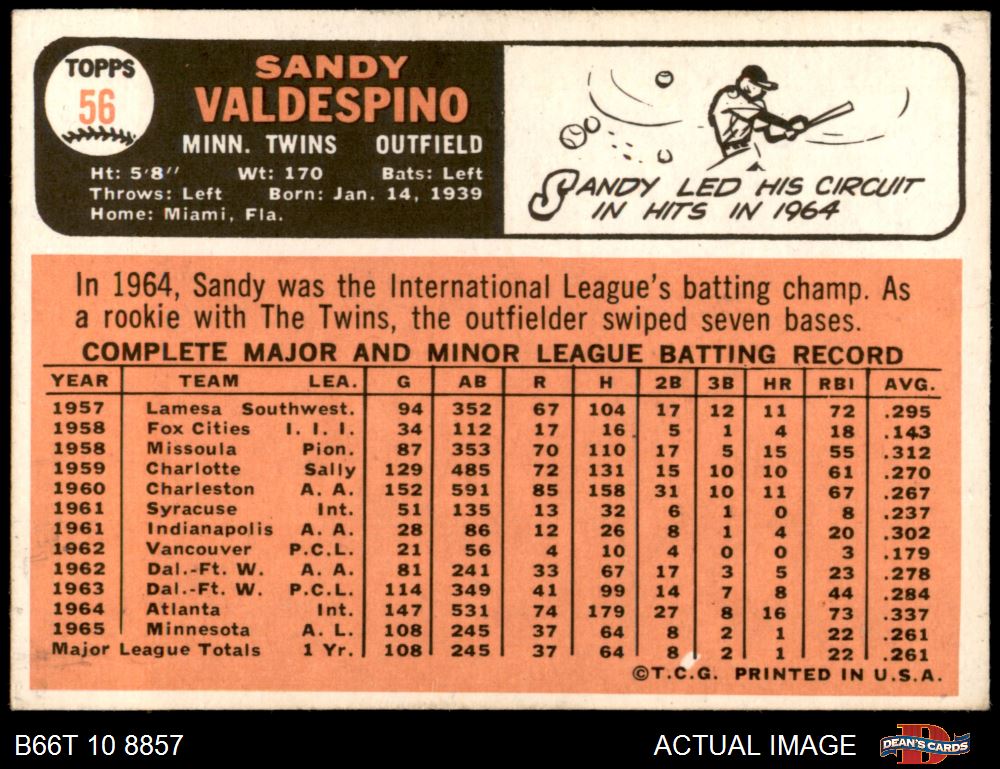 TOPPS
56
SANDY
VALDESPINO
MINN. TWINS OUTFIELD
Ht: 5'8" Wt: 170 Bats: Left
Throws: Left Born: Jan. 14, 1939
Home: Miami, Fla.
SANDY LED HIS CIRCUIT
IN HITS IN 1964
In 1964, Sandy was the International League's batting champ. As
a rookie with The Twins, the outfielder swiped seven bases.
COMPLETE MAJOR AND MINOR LEAGUE BATTING RECORD
YEAR TEAM LEA. G AB R H 2B 3B HR RBI AVG.
1957 Lamesa Southwest. 94 352 67 104 17 12 11 72 .295
1958 Fox Cities I. I. I. 34 112 17 16 5 1 4 18 .143
1958 Missoula Pion. 87 353 70 110 17 5 15 55 .312
1959 Charlotte Sally 129 485 72 131 15 10 10 61 .270
1960 Charleston A. A. 152 591 85 158 31 10 11 67 .267
1961 Syracuse Int. 51 135 13 32 6 1 0 8 .237
1961 Indianapolis A. A. 28 86 12 26 8 1 4 20 .302
1962 Vancouver P.C.L. 21 56 4 10 4 0 0 3 .179
1962 Dal.-Ft. W. A. A. 81 241 33 67 17 3 5 23 .278
1963 Dal.-Ft. W. P.C.L. 114 349 41 99 14 7 8 44 .284
1964 Atlanta Int. 147 531 74 179 27 8 16 73 .337
1965 Minnesota A. L. 108 245 37 64 8 2 1 22 .261
Major League Totals 1 Yr. 108 245 37 64 8 2 1 22 .261
©T.C.G. PRINTED IN U.S.A.
B66T 10 8857 ACTUAL IMAGE DEAN'S CARDS